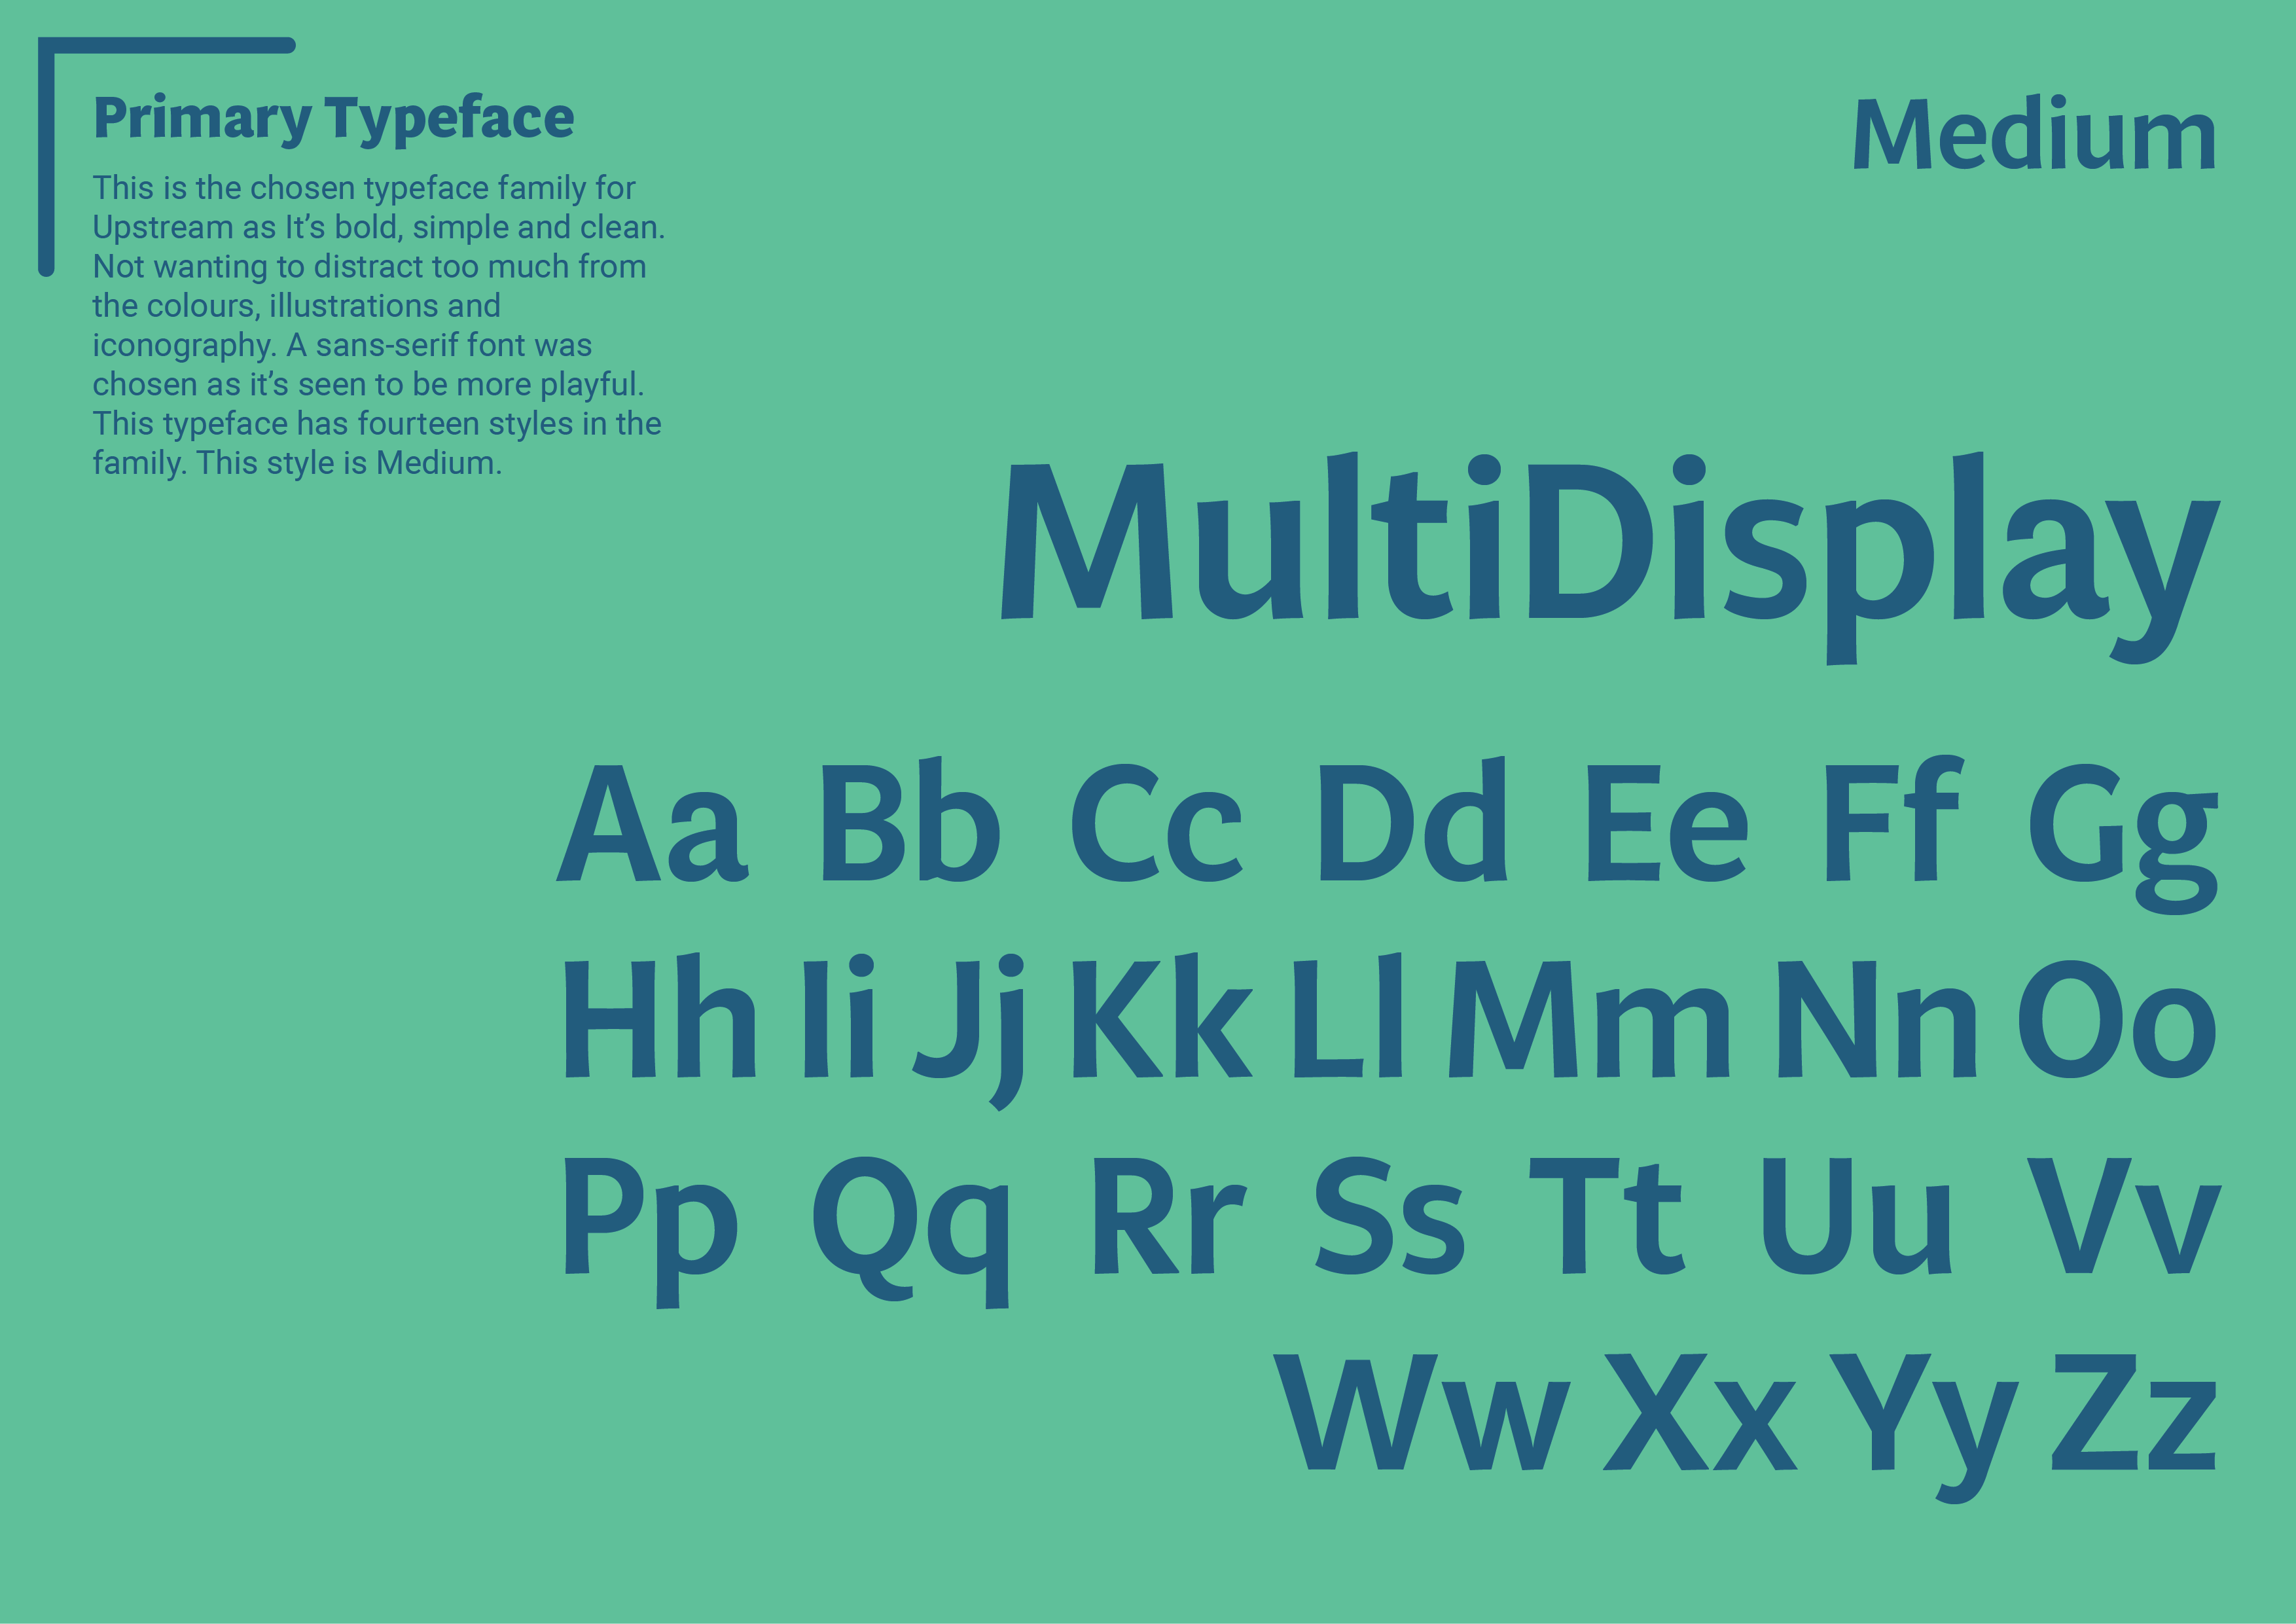 Primary Typeface
This is the chosen typeface family for
Upstream as It’s bold, simple and clean.
Not wanting to distract too much from
the colours, illustrations and
iconography. A sans-serif font was
chosen as it’s seen to be more playful.
This typeface has fourteen styles in the
family. This style is Medium.
Medium
MultiDisplay
Aa Bb Cc Dd Ee Ff Gg
Hh Ii Jj Kk Ll Mm Nn Oo
Pp Qq Rr Ss Tt Uu Vv
Ww Xx Yy Zz